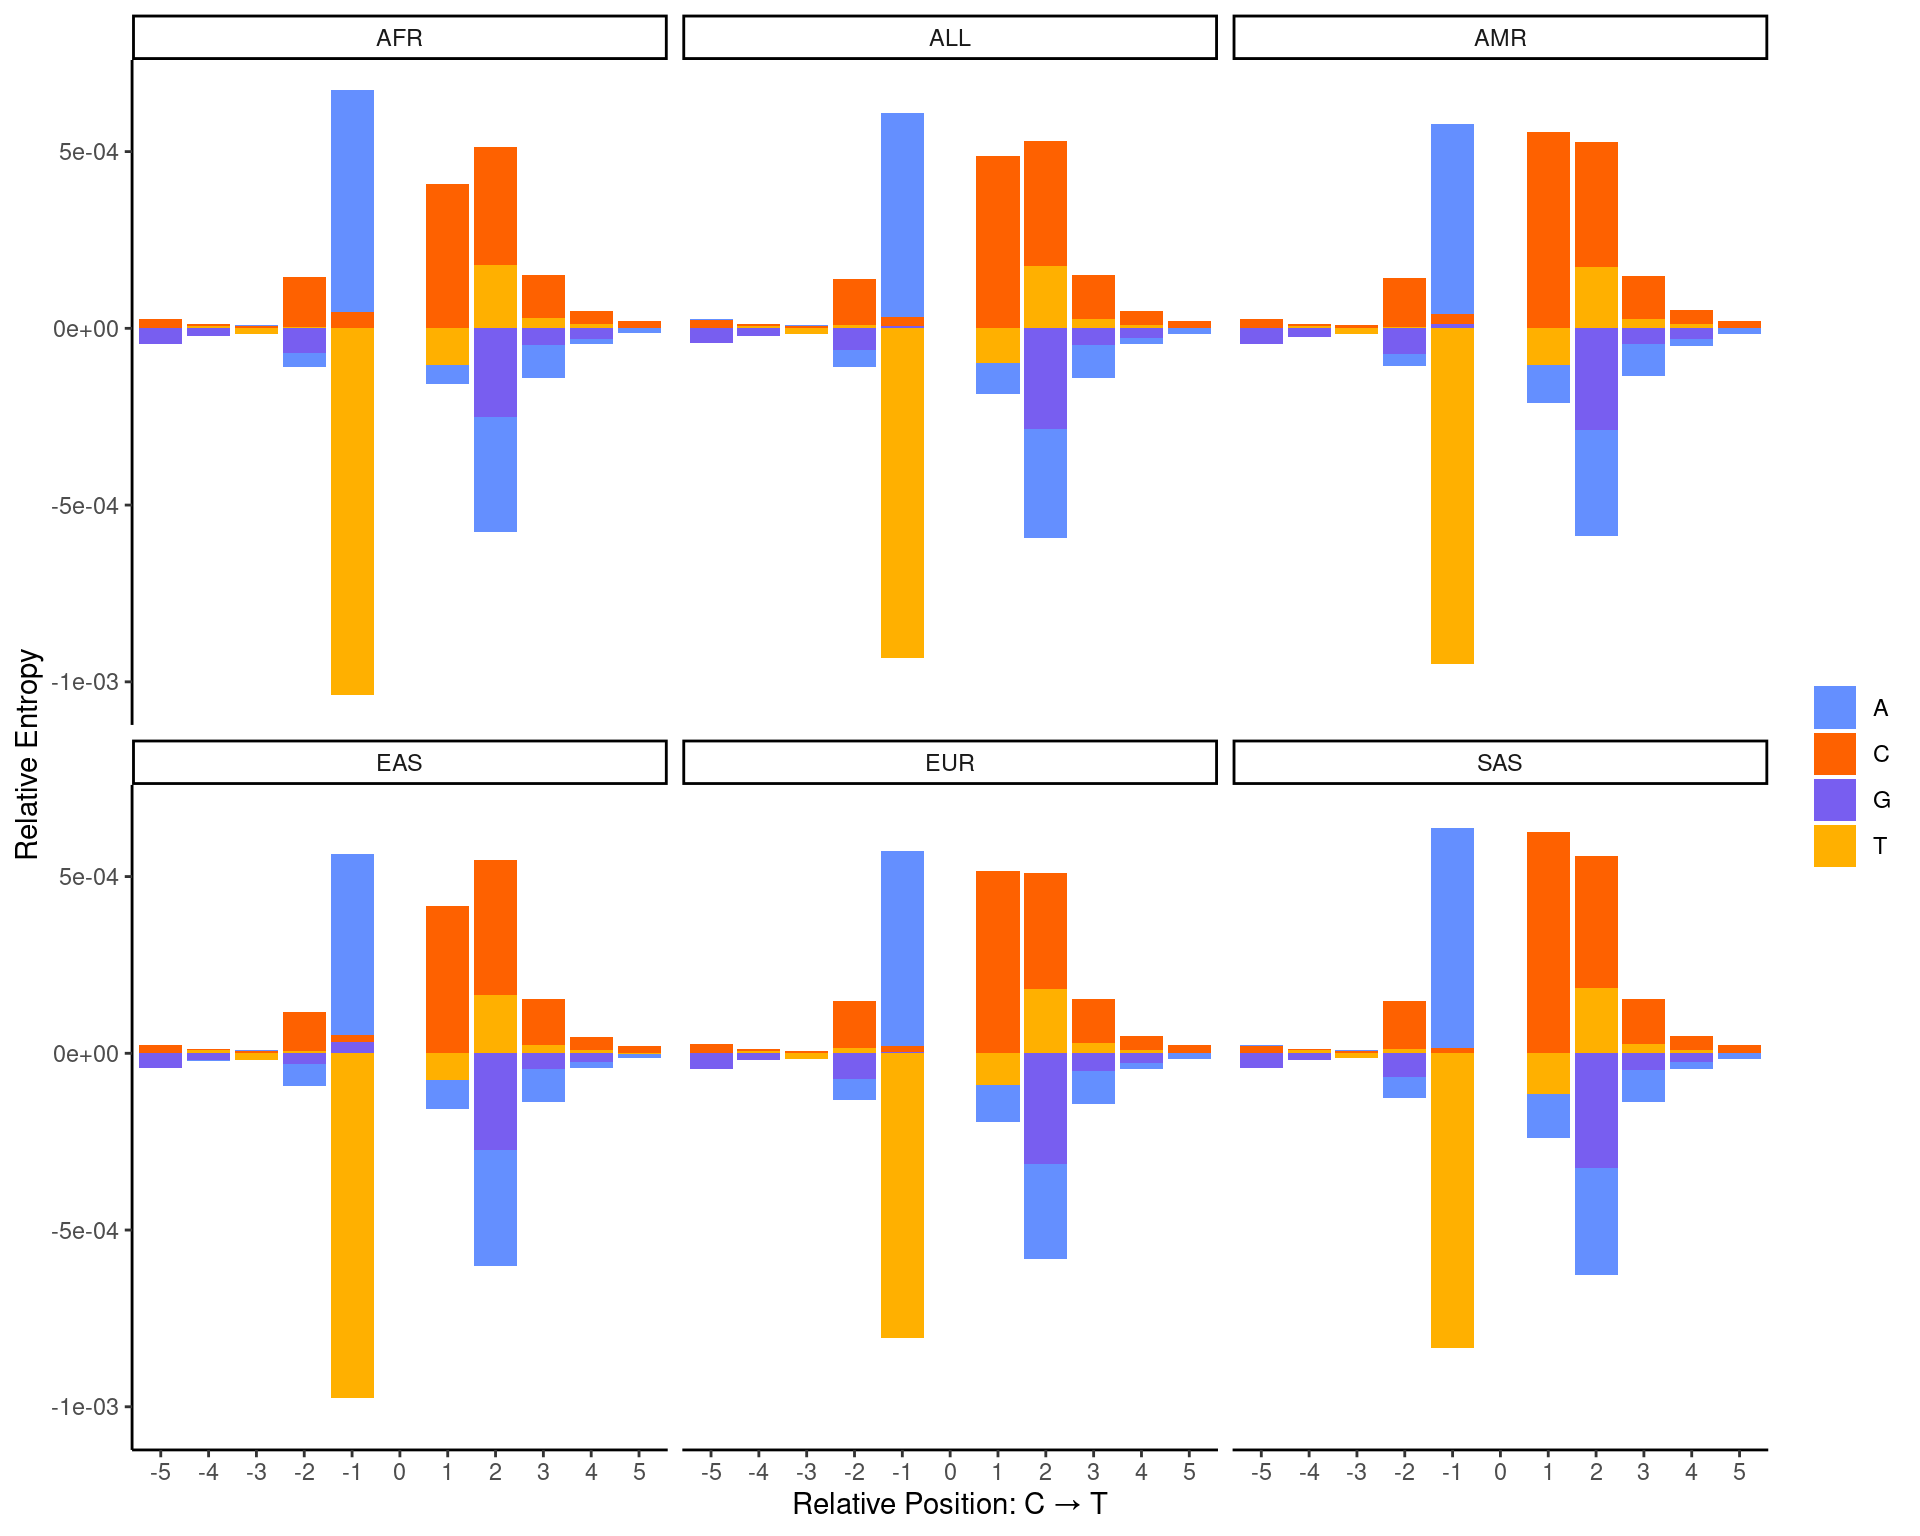 AFR ALL AMR
5e-04
0e+00
-5e-04
-1e-03
Relative Entropy
EAS EUR SAS
5e-04
0e+00
-5e-04
-1e-03
A
C
G
T
-5 -4 -3 -2 -1 0 1 2 3 4 5 -5 -4 -3 -2 -1 0 1 2 3 4 5 -5 -4 -3 -2 -1 0 1 2 3 4 5
Relative Position: C → T